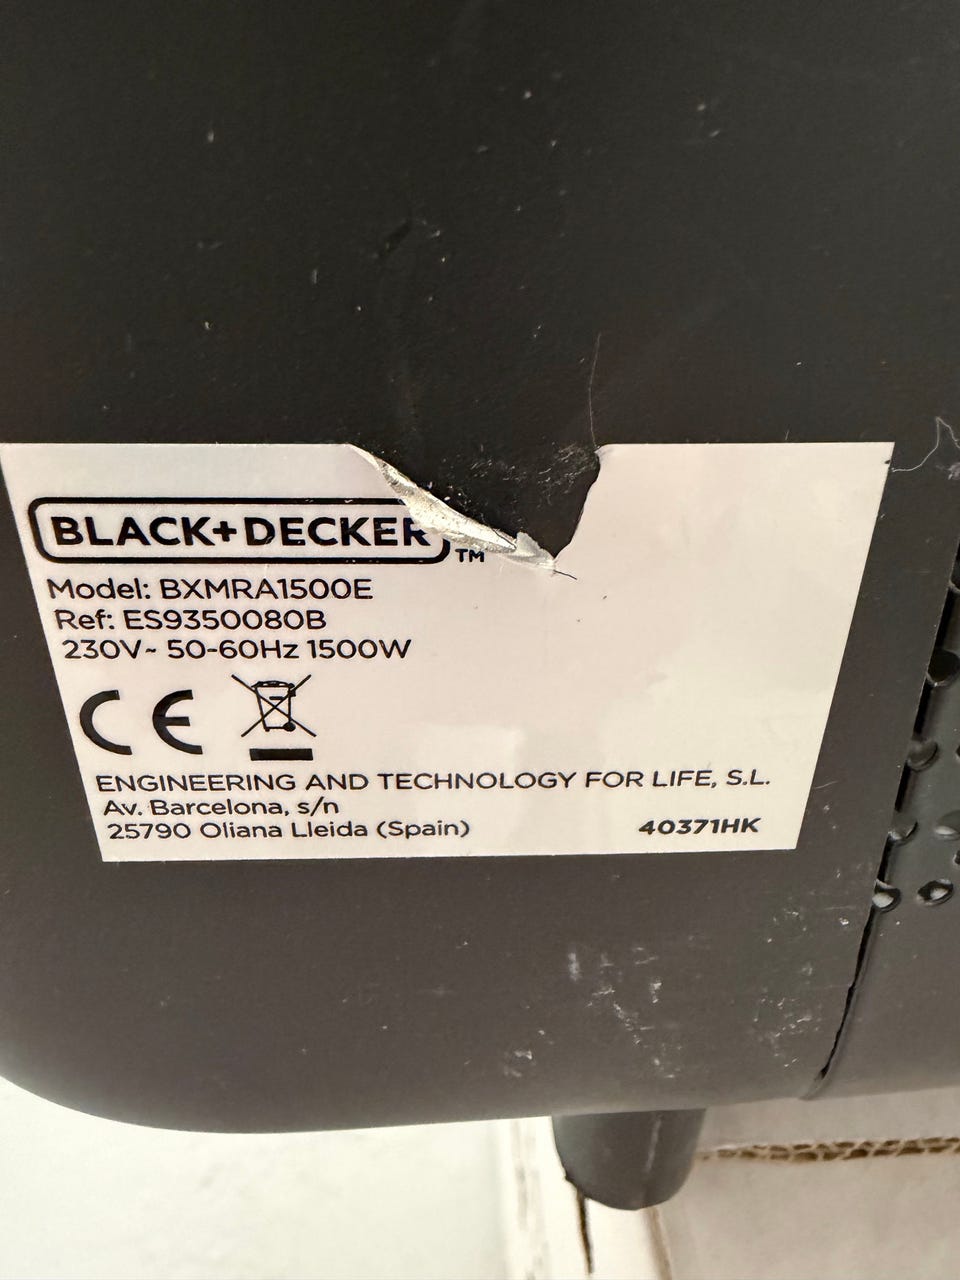 BLACK+DECKER™
Model: BXMRA1500E
Ref: ES9350080B
230V~ 50-60Hz 1500W
CE
ENGINEERING AND TECHNOLOGY FOR LIFE, S.L.
Av. Barcelona, s/n
25790 Oliana Lleida (Spain)
40371HK